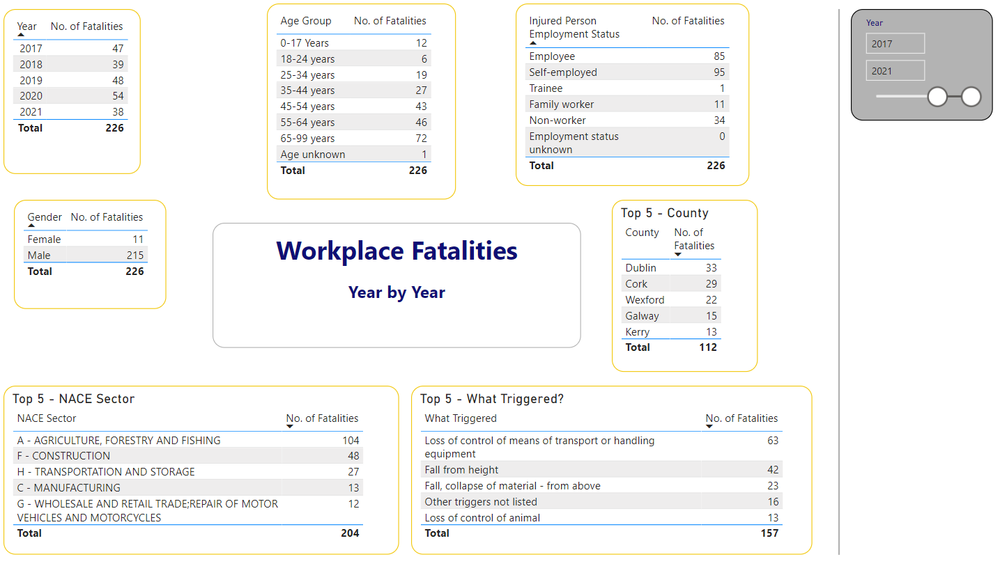 Year No. of Fatalities
2017 47
2018 39
2019 48
2020 54
2021 38
Total 226
Age Group No. of Fatalities
0-17 Years 12
18-24 years 6
25-34 years 19
35-44 years 27
45-54 years 43
55-64 years 46
65-99 years 72
Age unknown 1
Total 226
Injured Person No. of Fatalities
Employment Status
Employee 85
Self-employed 95
Trainee 1
Family worker 11
Non-worker 34
Employment status 0
unknown
Total 226
Year
2017
2021
Gender No. of Fatalities
Female 11
Male 215
Total 226
Workplace Fatalities
Year by Year
Top 5 - County
County No. of
Fatalities
Dublin 33
Cork 29
Wexford 22
Galway 15
Kerry 13
Total 112
Top 5 - NACE Sector
NACE Sector No. of Fatalities
A - AGRICULTURE, FORESTRY AND FISHING 104
F - CONSTRUCTION 48
H - TRANSPORTATION AND STORAGE 27
C - MANUFACTURING 13
G - WHOLESALE AND RETAIL TRADE;REPAIR OF MOTOR 12
VEHICLES AND MOTORCYCLES
Total 204
Top 5 - What Triggered?
What Triggered No. of Fatalities
Loss of control of means of transport or handling 63
equipment
Fall from height 42
Fall, collapse of material - from above 23
Other triggers not listed 16
Loss of control of animal 13
Total 157